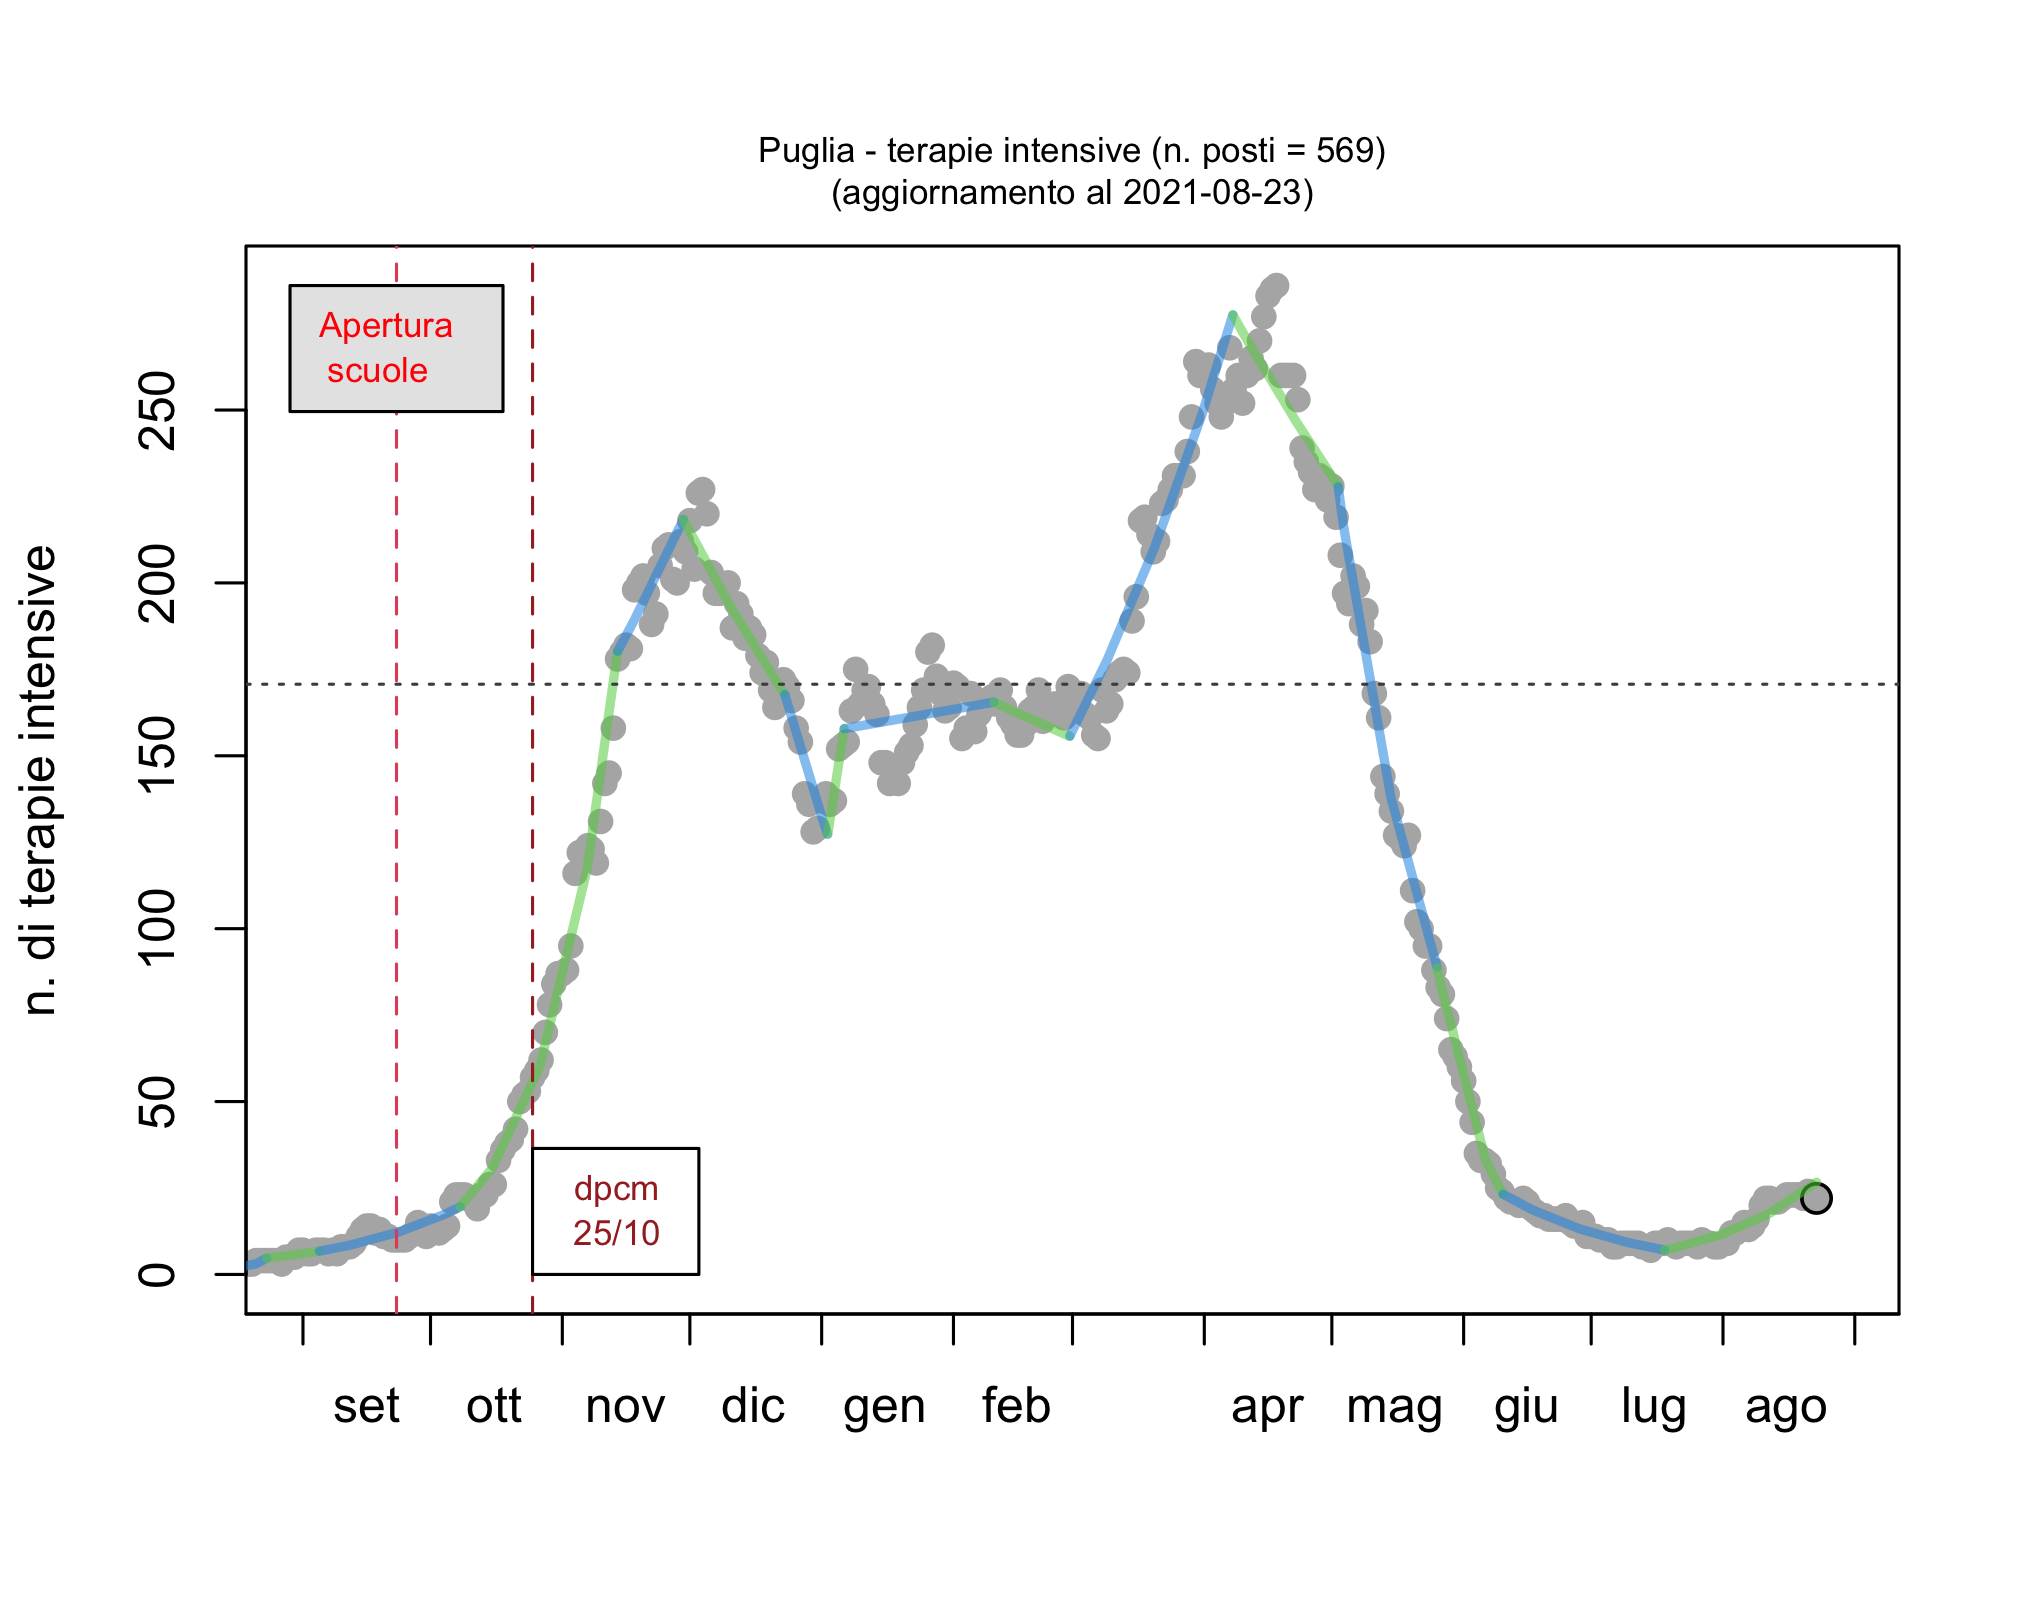 Puglia - terapie intensive (n. posti = 569)
(aggiornamento al 2021-08-23)
n. di terapie intensive
250
200
150
100
50
0
Apertura
scuole
dpcm
25/10
set ott nov dic gen feb apr mag giu lug ago